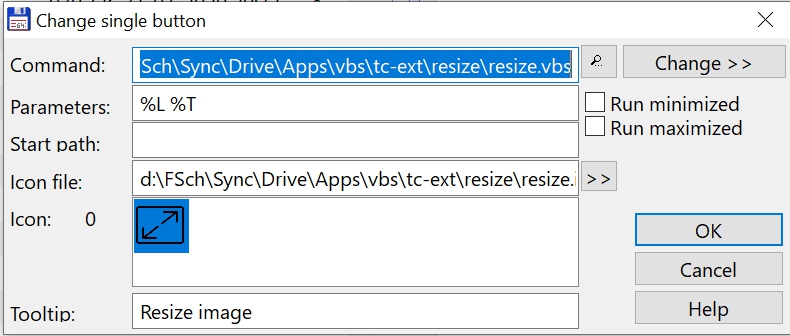 Change single button
Command: Sch\Sync\Drive\Apps\vbs\tc-ext\resize\resize.vbs Change >>
Parameters: %L %T Run minimized
Run maximized
Start path:
Icon file: d:\FSch\Sync\Drive\Apps\vbs\tc-ext\resize\resize.i >>
Icon: 0
OK
Cancel
Tooltip: Resize image Help